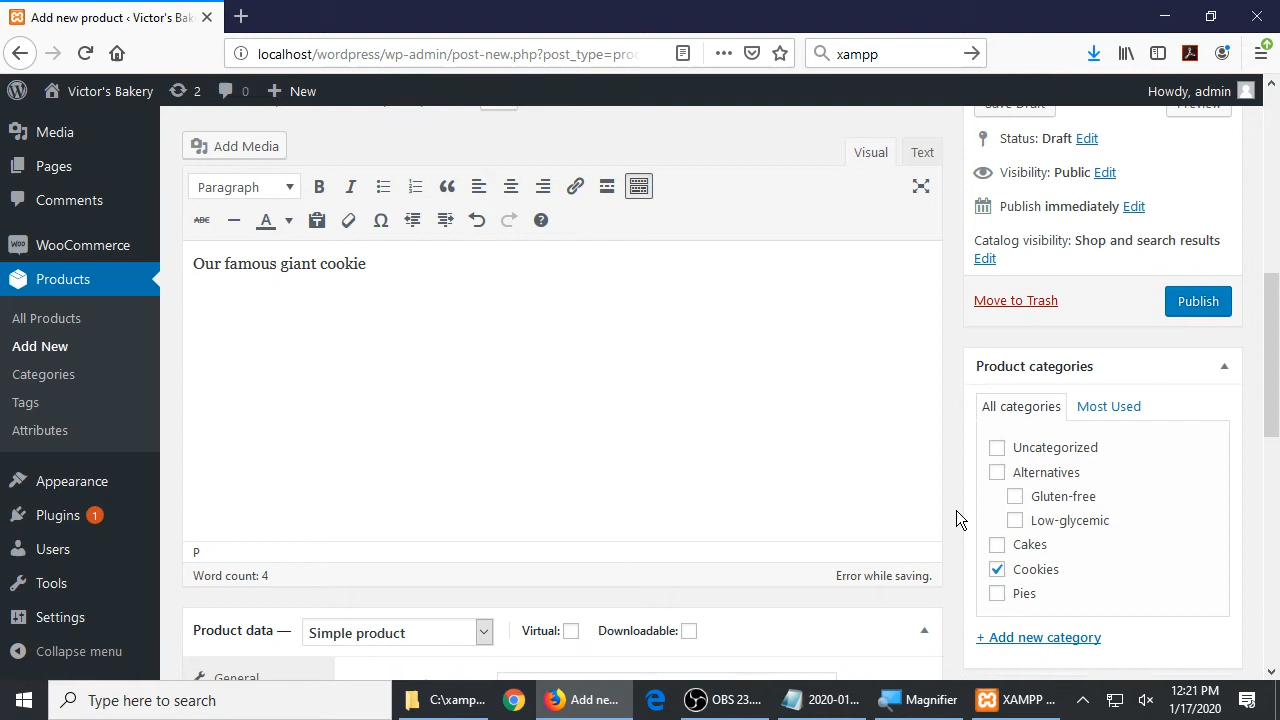 Add new product ‹ Victor's Bak
localhost/wordpress/wp-admin/post-new.php?post_type=prod
xampp
Victor's Bakery
2
0
New
Howdy, admin
Media
Pages
Comments
WooCommerce
Products
All Products
Add New
Categories
Tags
Attributes
Appearance
Plugins 1
Users
Tools
Settings
Collapse menu
Add Media
Visual
Text
Paragraph
B
I
ABC
A
Our famous giant cookie
P
Word count: 4
Error while saving.
Product data —
Simple product
Virtual:
Downloadable:
General
Save Draft
Preview
Status: Draft Edit
Visibility: Public Edit
Publish immediately Edit
Catalog visibility: Shop and search results
Edit
Move to Trash
Publish
Product categories
All categories
Most Used
Uncategorized
Alternatives
Gluten-free
Low-glycemic
Cakes
Cookies
Pies
+ Add new category
Type here to search
C:\xamp...
Add ne...
OBS 23....
2020-01...
Magnifier
XAMPP ...
12:21 PM
1/17/2020